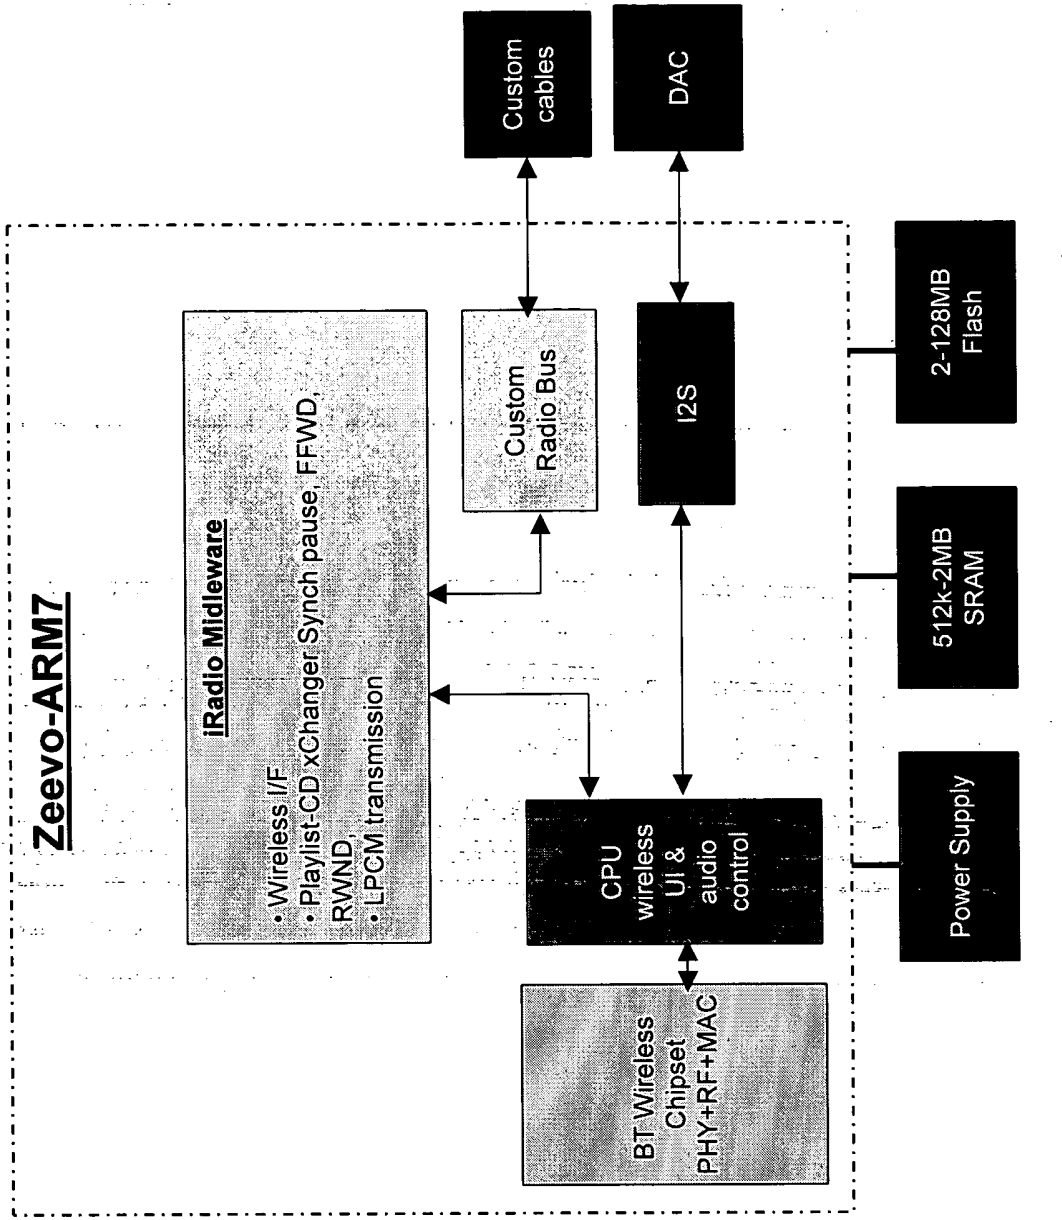 Zeevo-ARM7
iRadio Midleware
• Wireless I/F
• Playlist-CD xChanger Synch pause, FFWD,
RWND,
• LPCM transmission
BT Wireless
Chipset
PHY+RF+MAC
CPU
wireless
UI &
audio
control
Custom
Radio Bus
I2S
Custom
cables
DAC
Power Supply
512k-2MB
SRAM
2-128MB
Flash